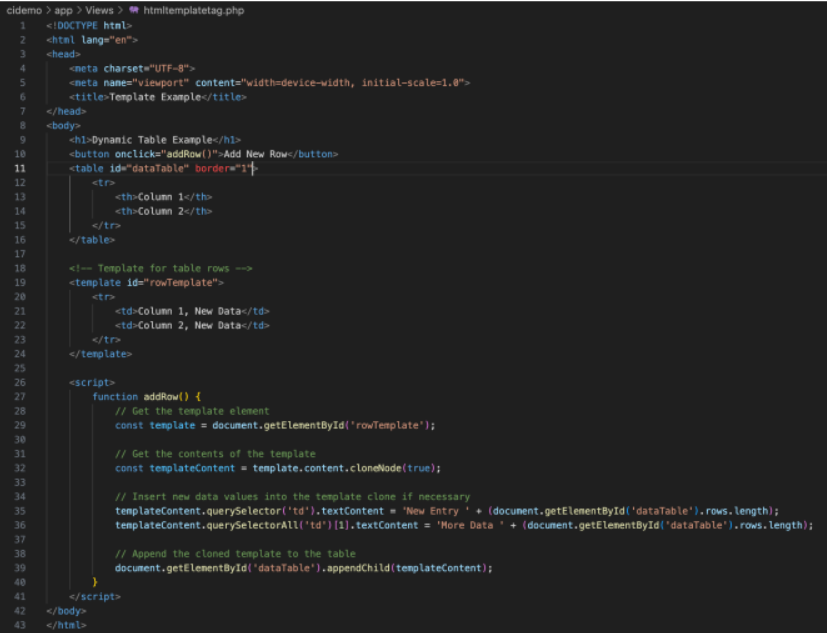 cidemo > app > Views > htmltemplatetag.php
1 <!DOCTYPE html>
2 <html lang="en">
3 <head>
4 <meta charset="UTF-8">
5 <meta name="viewport" content="width=device-width, initial-scale=1.0">
6 <title>Template Example</title>
7 </head>
8 <body>
9 <h1>Dynamic Table Example</h1>
10 <button onclick="addRow()">Add New Row</button>
11 <table id="dataTable" border="1">
12 <tr>
13 <th>Column 1</th>
14 <th>Column 2</th>
15 </tr>
16 </table>
17
18 <!-- Template for table rows -->
19 <template id="rowTemplate">
20 <tr>
21 <td>Column 1, New Data</td>
22 <td>Column 2, New Data</td>
23 </tr>
24 </template>
25
26 <script>
27 function addRow() {
28 // Get the template element
29 const template = document.getElementById('rowTemplate');
30
31 // Get the contents of the template
32 const templateContent = template.content.cloneNode(true);
33
34 // Insert new data values into the template clone if necessary
35 templateContent.querySelector('td').textContent = 'New Entry ' + (document.getElementById('dataTable').rows.length);
36 templateContent.querySelectorAll('td')[1].textContent = 'More Data ' + (document.getElementById('dataTable').rows.length);
37
38 // Append the cloned template to the table
39 document.getElementById('dataTable').appendChild(templateContent);
40 }
41 </script>
42 </body>
43 </html>